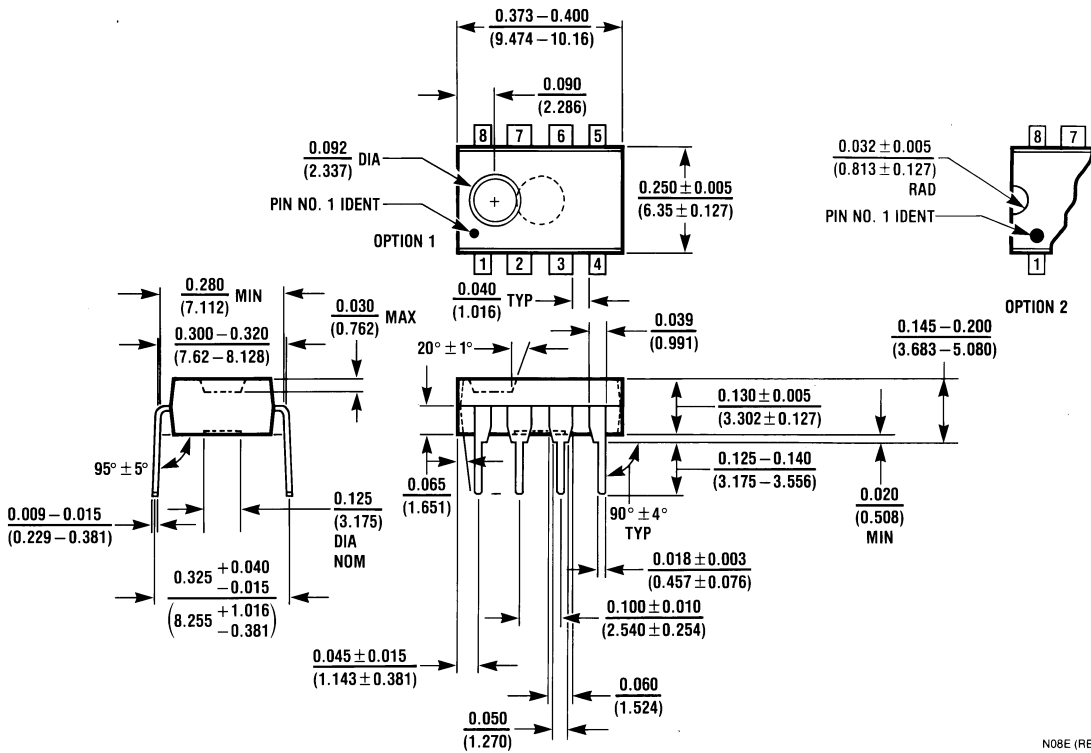 0.373 – 0.400
(9.474 – 10.16)
0.090
(2.286)
8 7 6 5
0.092 DIA
(2.337)
PIN NO. 1 IDENT
OPTION 1
0.250 ± 0.005
(6.35 ± 0.127)
1 2 3 4
8 7
0.032 ± 0.005
(0.813 ± 0.127)
RAD
PIN NO. 1 IDENT
1
OPTION 2
0.280 MIN
(7.112)
0.300 – 0.320
(7.62 – 8.128)
0.030 MAX
(0.762)
0.040 TYP
(1.016)
0.039
(0.991)
0.145 – 0.200
(3.683 – 5.080)
20° ± 1°
0.130 ± 0.005
(3.302 ± 0.127)
95° ± 5°
0.065
(1.651)
0.125 – 0.140
(3.175 – 3.556)
0.020
(0.508)
MIN
90° ± 4°
TYP
0.009 – 0.015
(0.229 – 0.381)
0.125
(3.175)
DIA
NOM
0.018 ± 0.003
(0.457 ± 0.076)
0.325 +0.040
−0.015
(8.255 +1.016
−0.381)
0.100 ± 0.010
(2.540 ± 0.254)
0.045 ± 0.015
(1.143 ± 0.381)
0.060
(1.524)
0.050
(1.270)
N08E (RE